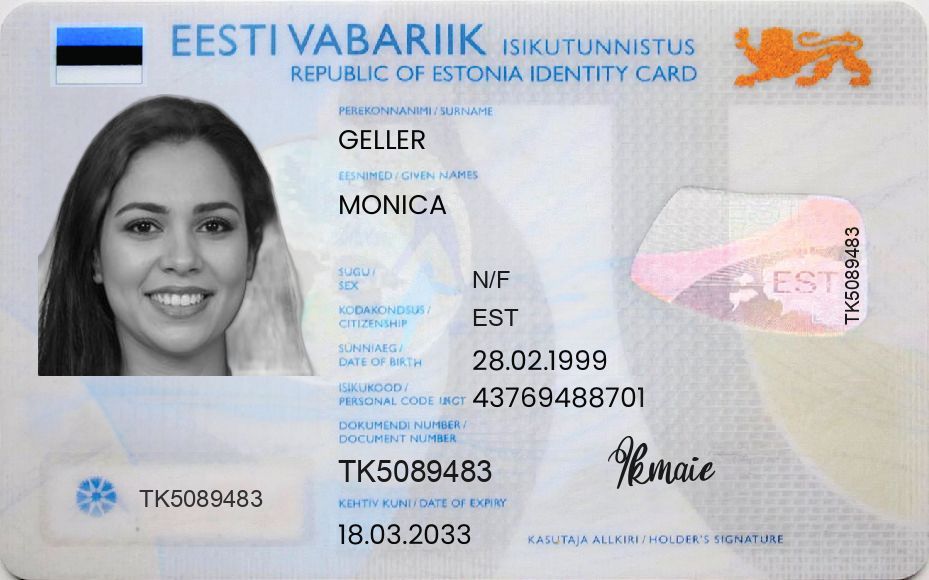 EESTI VABARIIK ISIKUTUNNISTUS
REPUBLIC OF ESTONIA IDENTITY CARD
PEREKONNANIMI / SURNAME
GELLER
EESNIMED / GIVEN NAMES
MONICA
SUGU / SEX N/F
KODAKONDSUS / CITIZENSHIP EST
SÜNNIAEG / DATE OF BIRTH 28.02.1999
ISIKUKOOD / PERSONAL CODE 43769488701
DOKUMENDI NUMBER / DOCUMENT NUMBER
TK5089483
KEHTIV KUNI / DATE OF EXPIRY
18.03.2033
TK5089483
EST
TK5089483
KASUTAJA ALLKIRI / HOLDER'S SIGNATURE